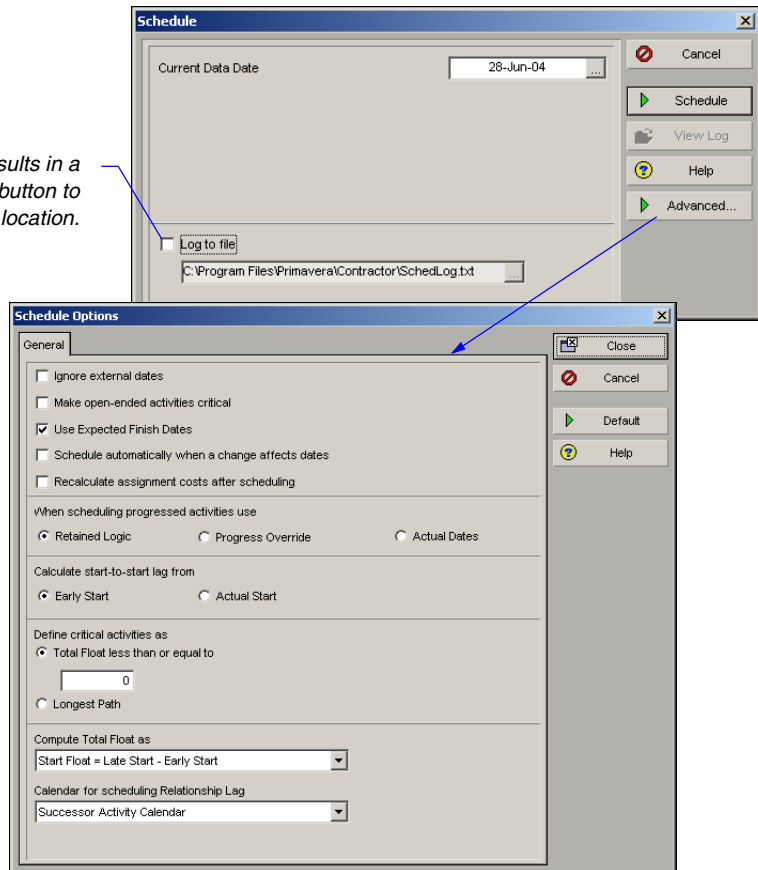 Schedule
Current Data Date
28-Jun-04
...
Cancel
Schedule
View Log
Help
Advanced...
sults in a
button to
location.
Log to file
C:\Program Files\Primavera\Contractor\SchedLog.txt
...
Schedule Options
General
Close
Cancel
Default
Help
Ignore external dates
Make open-ended activities critical
Use Expected Finish Dates
Schedule automatically when a change affects dates
Recalculate assignment costs after scheduling
When scheduling progressed activities use
Retained Logic
Progress Override
Actual Dates
Calculate start-to-start lag from
Early Start
Actual Start
Define critical activities as
Total Float less than or equal to
0
Longest Path
Compute Total Float as
Start Float = Late Start - Early Start
Calendar for scheduling Relationship Lag
Successor Activity Calendar